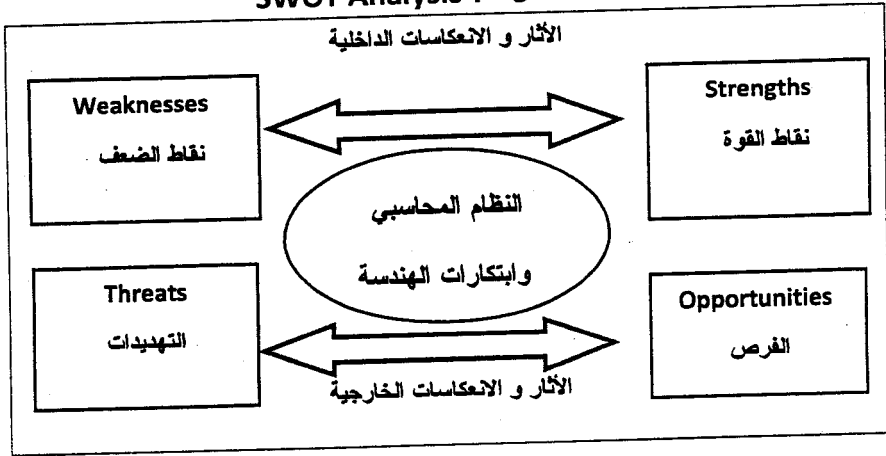 SWOT Analysis
الآثار و الانعكاسات الداخلية
Strengths
نقاط القوة
Weaknesses
نقاط الضعف
النظام المحاسبي
وابتكارات الهندسة
Opportunities
الفرص
Threats
التهديدات
الآثار و الانعكاسات الخارجية